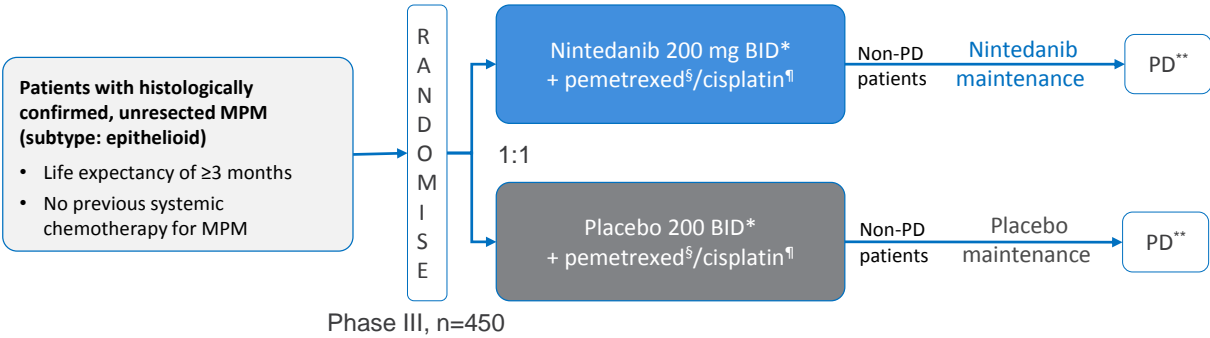 Patients with histologically
confirmed, unresected MPM
(subtype: epithelioid)
• Life expectancy of ≥3 months
• No previous systemic
chemotherapy for MPM
R
A
N
D
O
M
I
S
E
1:1
Nintedanib 200 mg BID*
+ pemetrexed§/cisplatin¶
Non-PD
patients
Nintedanib
maintenance
PD**
Placebo 200 BID*
+ pemetrexed§/cisplatin¶
Non-PD
patients
Placebo
maintenance
PD**
Phase III, n=450